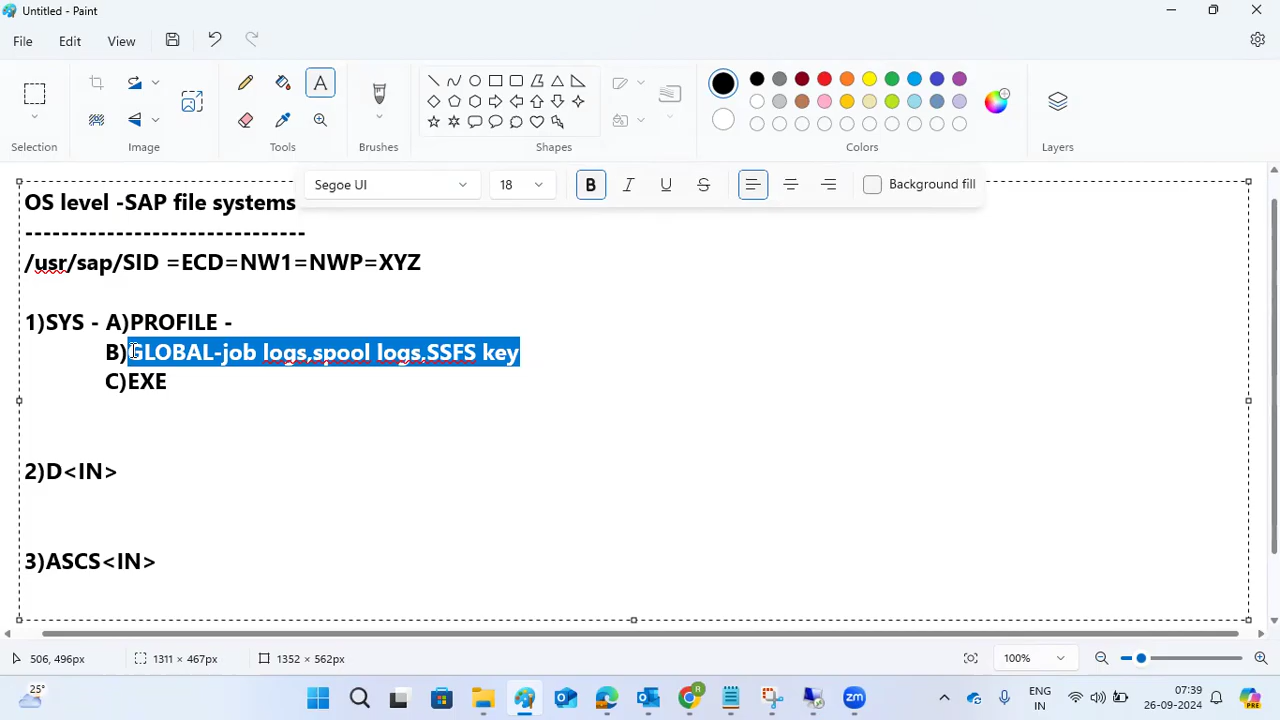 Untitled - Paint
File Edit View
A
Selection Image Tools Brushes Shapes Colors Layers
Segoe UI 18 B I U S Background fill
OS level -SAP file systems
------------------------------
/usr/sap/SID =ECD=NW1=NWP=XYZ
1)SYS - A)PROFILE -
B)GLOBAL-job logs,spool logs,SSFS key
C)EXE
2)D<IN>
3)ASCS<IN>
506, 496px 1311 × 467px 1352 × 562px 100%
25°
ENG
IN
07:39
26-09-2024
R
zm
PRE